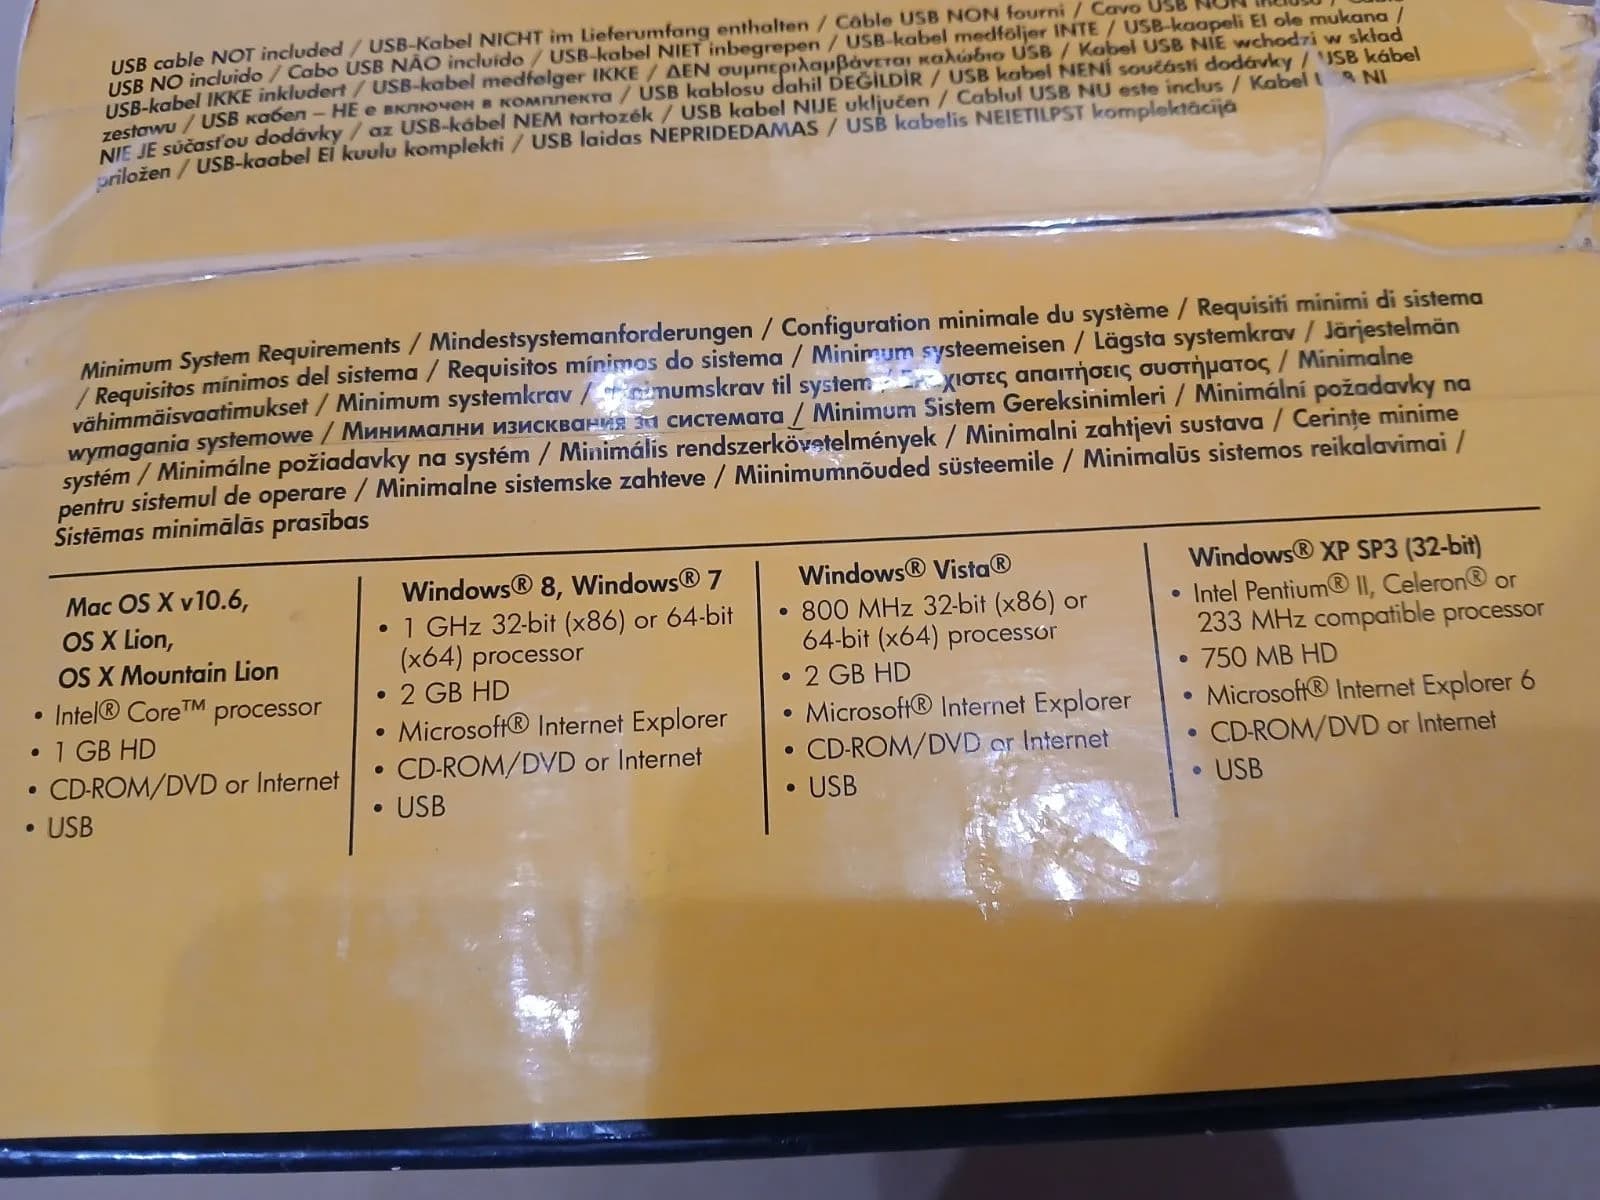 USB cable NOT included / USB-Kabel NICHT im Lieferumfang enthalten / Câble USB NON fourni / Cavo USB NON
USB NO incluido / Cabo USB NÃO incluído / USB-kabel NIET inbegrepen / USB-kabel medföljer INTE / USB-kaapeli EI ole mukana /
USB-kabel IKKE inkludert / USB-kabel medfølger IKKE / ΔΕΝ συμπεριλαμβάνεται καλώδιο USB / Kabel USB NIE wchodzi w skład
zestawu / USB кабел – НЕ е включен в комплекта / USB kablosu dahil DEĞİLDİR / USB kabel NENÍ součástí dodávky / USB kábel
NIE JE súčasťou dodávky / az USB-kábel NEM tartozék / USB kabel NIJE uključen / Cablul USB NU este inclus / Kabel NI
priložen / USB-kaabel EI kuulu komplekti / USB laidas NEPRIDEDAMAS / USB kabelis NEIETILPST komplektācijā
Minimum System Requirements / Mindestsystemanforderungen / Configuration minimale du système / Requisiti minimi di sistema
/ Requisitos mínimos del sistema / Requisitos mínimos do sistema / Minimum systeemeisen / Lägsta systemkrav / Järjestelmän
vähimmäisvaatimukset / Minimum systemkrav / til system / απαιτήσεις συστήματος / Minimalne
wymagania systemowe / Минимални изисквания за системата / Minimum Sistem Gereksinimleri / Minimální požadavky na
systém / Minimálne požiadavky na systém / Minimális rendszerkövetelmények / Minimalni zahtjevi sustava / Cerințe minime
pentru sistemul de operare / Minimalne sistemske zahteve / Miinimumnõuded süsteemile / Minimalūs sistemos reikalavimai /
Sistēmas minimālās prasības
Mac OS X v10.6,
OS X Lion,
OS X Mountain Lion
• Intel® Core™ processor
• 1 GB HD
• CD-ROM/DVD or Internet
• USB
Windows® 8, Windows® 7
• 1 GHz 32-bit (x86) or 64-bit
(x64) processor
• 2 GB HD
• Microsoft® Internet Explorer
• CD-ROM/DVD or Internet
• USB
Windows® Vista®
• 800 MHz 32-bit (x86) or
64-bit (x64) processor
• 2 GB HD
• Microsoft® Internet Explorer
• CD-ROM/DVD or Internet
• USB
Windows® XP SP3 (32-bit)
• Intel Pentium® II, Celeron® or
233 MHz compatible processor
• 750 MB HD
• Microsoft® Internet Explorer 6
• CD-ROM/DVD or Internet
• USB